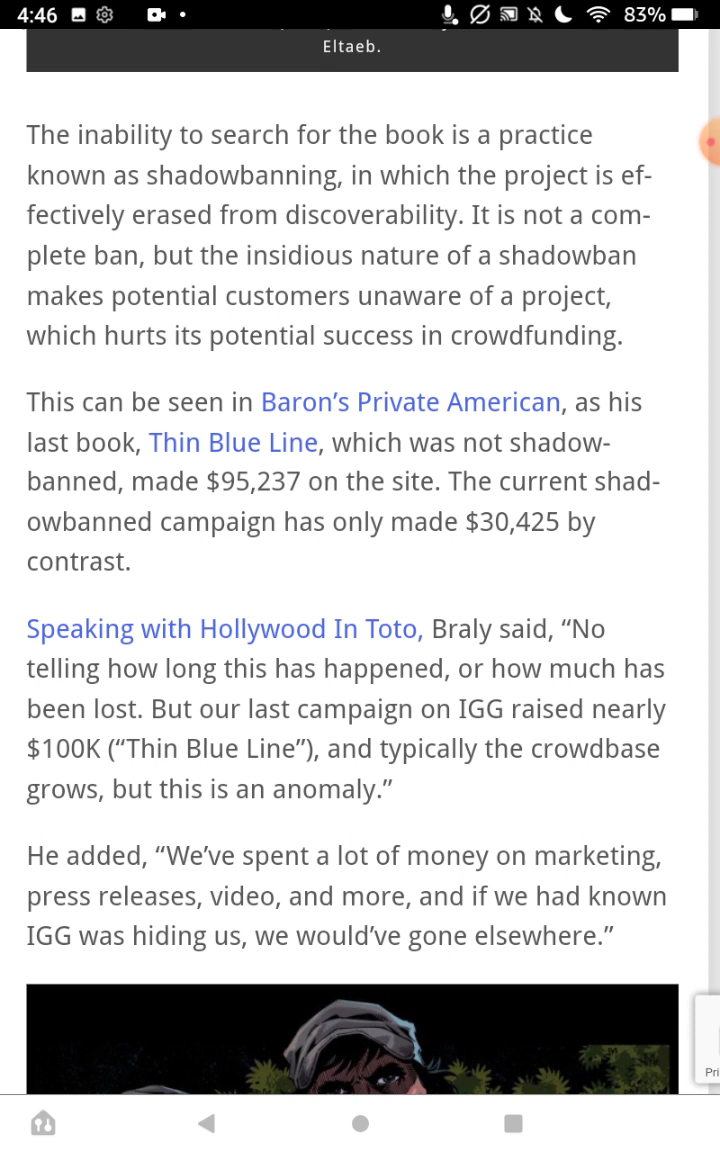 4:46
83%
Eltaeb.
The inability to search for the book is a practice
known as shadowbanning, in which the project is ef-
fectively erased from discoverability. It is not a com-
plete ban, but the insidious nature of a shadowban
makes potential customers unaware of a project,
which hurts its potential success in crowdfunding.
This can be seen in Baron’s Private American, as his
last book, Thin Blue Line, which was not shadow-
banned, made $95,237 on the site. The current shad-
owbanned campaign has only made $30,425 by
contrast.
Speaking with Hollywood In Toto, Braly said, “No
telling how long this has happened, or how much has
been lost. But our last campaign on IGG raised nearly
$100K (“Thin Blue Line”), and typically the crowdbase
grows, but this is an anomaly.”
He added, “We’ve spent a lot of money on marketing,
press releases, video, and more, and if we had known
IGG was hiding us, we would’ve gone elsewhere.”
Pri